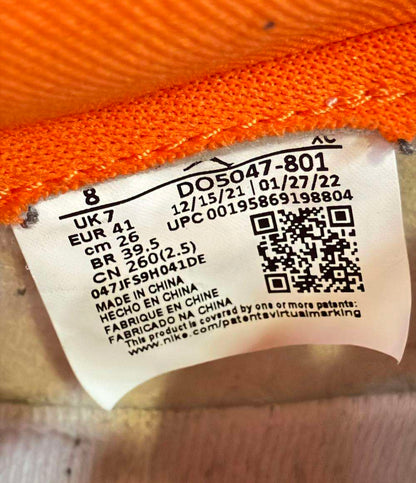 8
UK 7
EUR 41
cm 26
BR 39.5
CN 260(2.5)
047JFS9H041DE
MADE IN CHINA
HECHO EN CHINA
FABRIQUE EN CHINE
FABRICADO NA CHINA
This product is covered by one or more patents:
www.nike.com/patentsvirtualmarking
DO5047-801
12/15/21 | 01/27/22
UPC 00195869198804